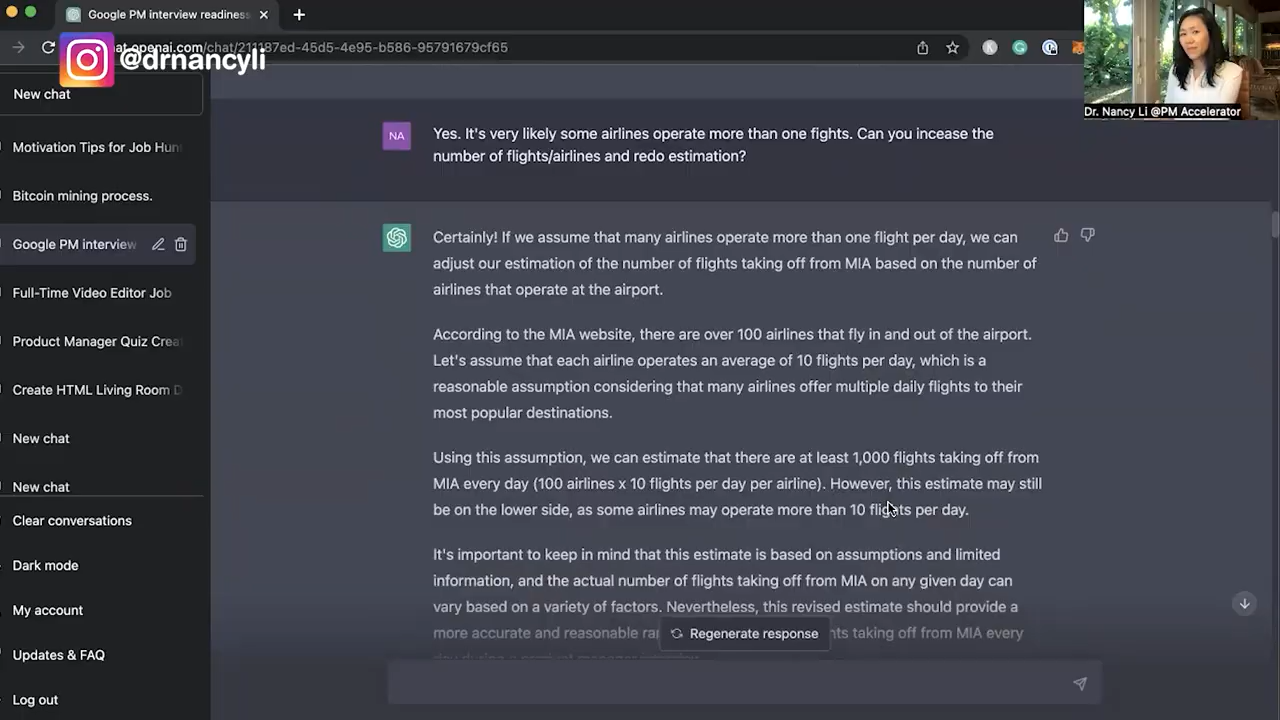 Google PM interview readiness
chat.openai.com/chat/211187ed-45d5-4e95-b586-95791679cf65
@drnancyli
Dr. Nancy Li @PM Accelerator
New chat
Motivation Tips for Job Hun
Bitcoin mining process.
Google PM interview
Full-Time Video Editor Job
Product Manager Quiz Crea
Create HTML Living Room D
New chat
New chat
Clear conversations
Dark mode
My account
Updates & FAQ
Log out
NA
Yes. It's very likely some airlines operate more than one fights. Can you incease the
number of flights/airlines and redo estimation?
Certainly! If we assume that many airlines operate more than one flight per day, we can
adjust our estimation of the number of flights taking off from MIA based on the number of
airlines that operate at the airport.
According to the MIA website, there are over 100 airlines that fly in and out of the airport.
Let's assume that each airline operates an average of 10 flights per day, which is a
reasonable assumption considering that many airlines offer multiple daily flights to their
most popular destinations.
Using this assumption, we can estimate that there are at least 1,000 flights taking off from
MIA every day (100 airlines x 10 flights per day per airline). However, this estimate may still
be on the lower side, as some airlines may operate more than 10 flights per day.
It's important to keep in mind that this estimate is based on assumptions and limited
information, and the actual number of flights taking off from MIA on any given day can
vary based on a variety of factors. Nevertheless, this revised estimate should provide a
more accurate and reasonable ra nts taking off from MIA every
Regenerate response